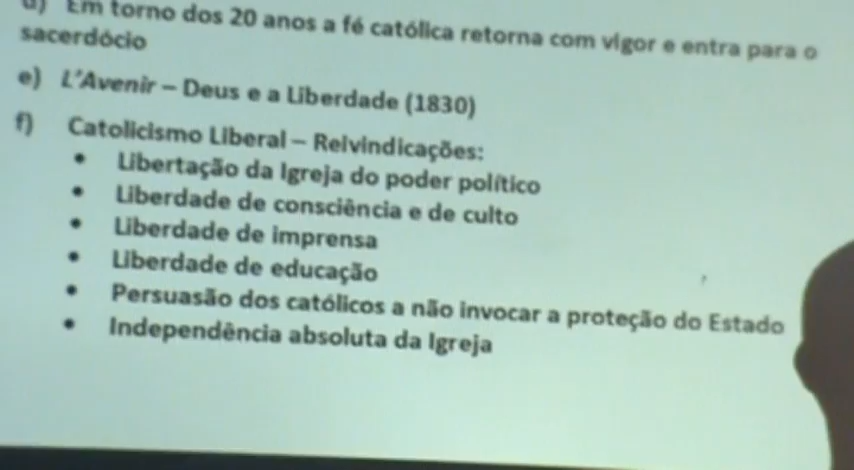 d) Em torno dos 20 anos a fé católica retorna com vigor e entra para o
sacerdócio
e) L'Avenir – Deus e a Liberdade (1830)
f) Catolicismo Liberal – Reivindicações:
• Libertação da Igreja do poder político
• Liberdade de consciência e de culto
• Liberdade de imprensa
• Liberdade de educação
• Persuasão dos católicos a não invocar a proteção do Estado
• Independência absoluta da Igreja